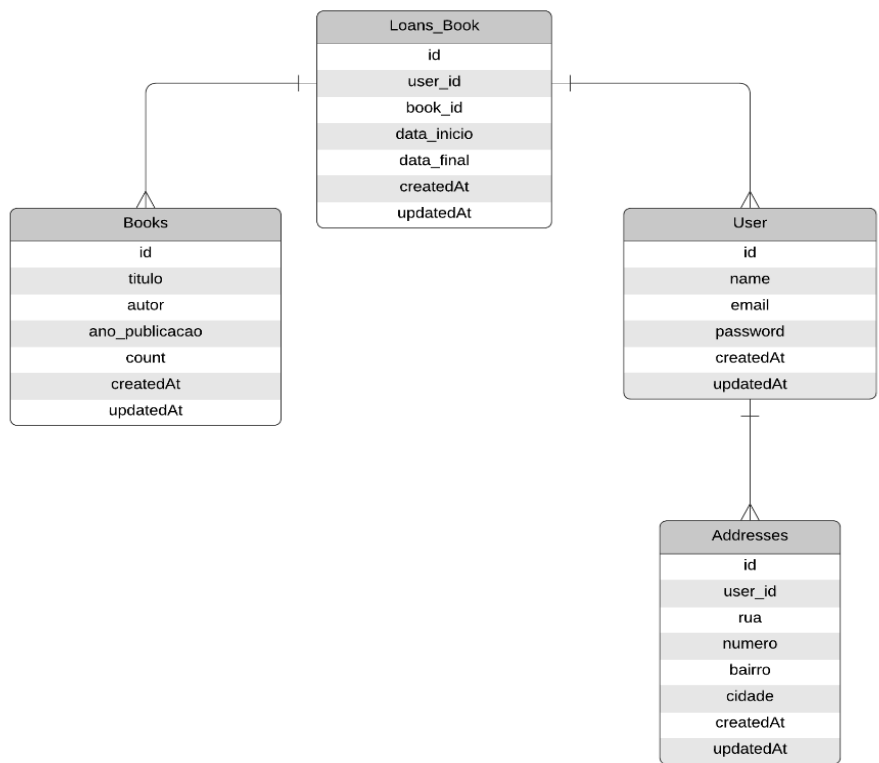 Loans_Book
id
user_id
book_id
data_inicio
data_final
createdAt
updatedAt
Books
id
titulo
autor
ano_publicacao
count
createdAt
updatedAt
User
id
name
email
password
createdAt
updatedAt
Addresses
id
user_id
rua
numero
bairro
cidade
createdAt
updatedAt